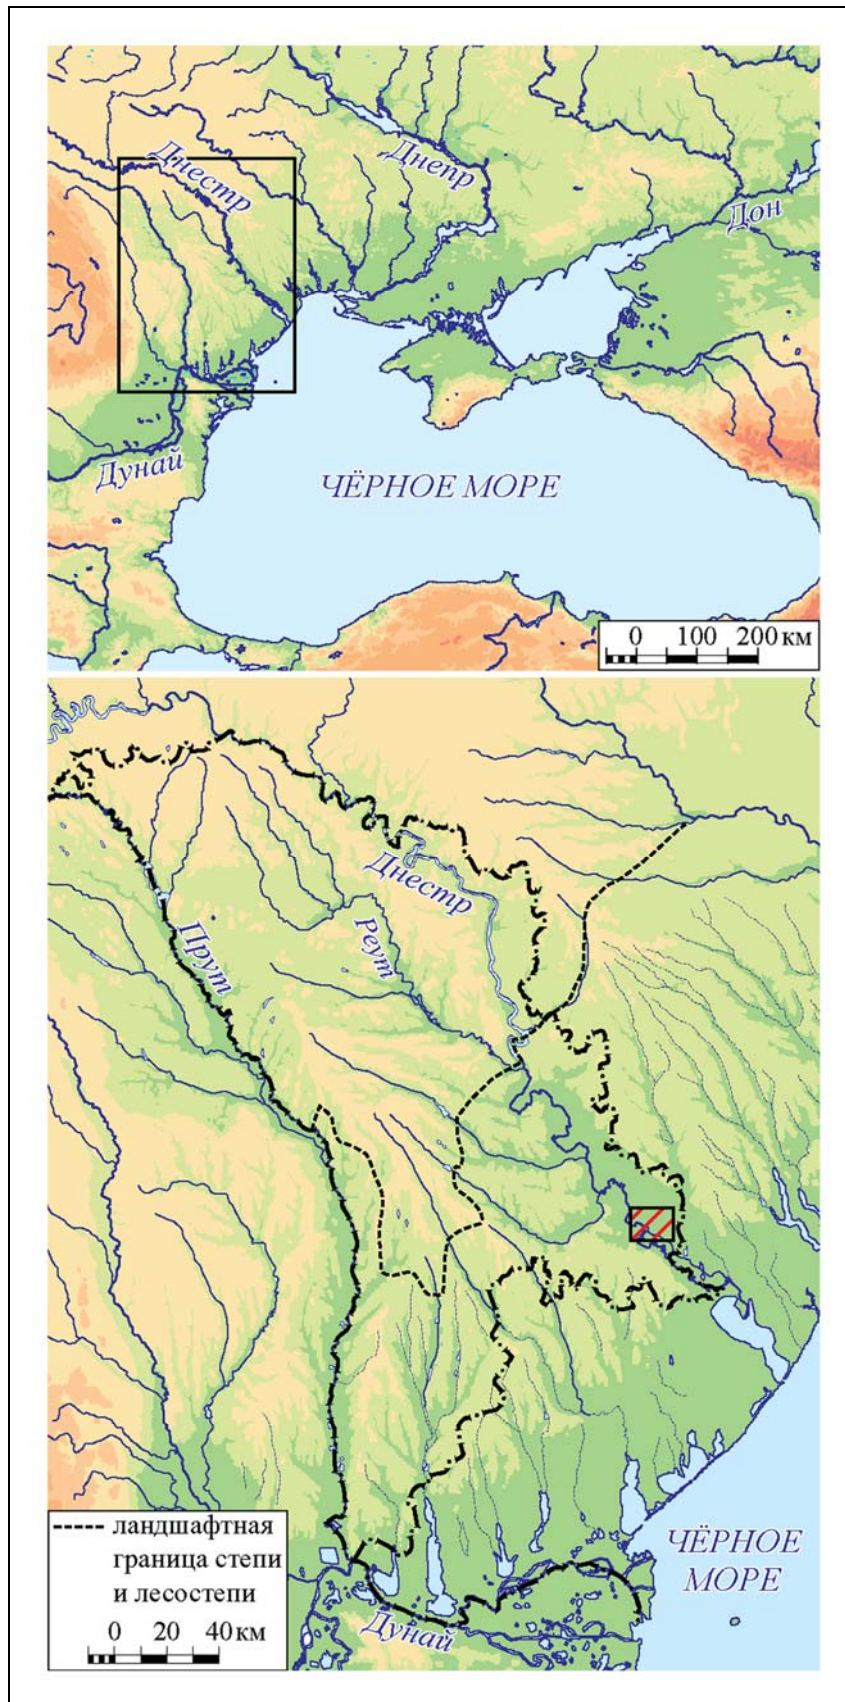 Днестр
Днепр
Дон
Дунай
ЧЁРНОЕ МОРЕ
0 100 200 км
Днестр
Реут
Прут
ландшафтная
граница степи
и лесостепи
0 20 40 км
ЧЁРНОЕ
МОРЕ
Дунай